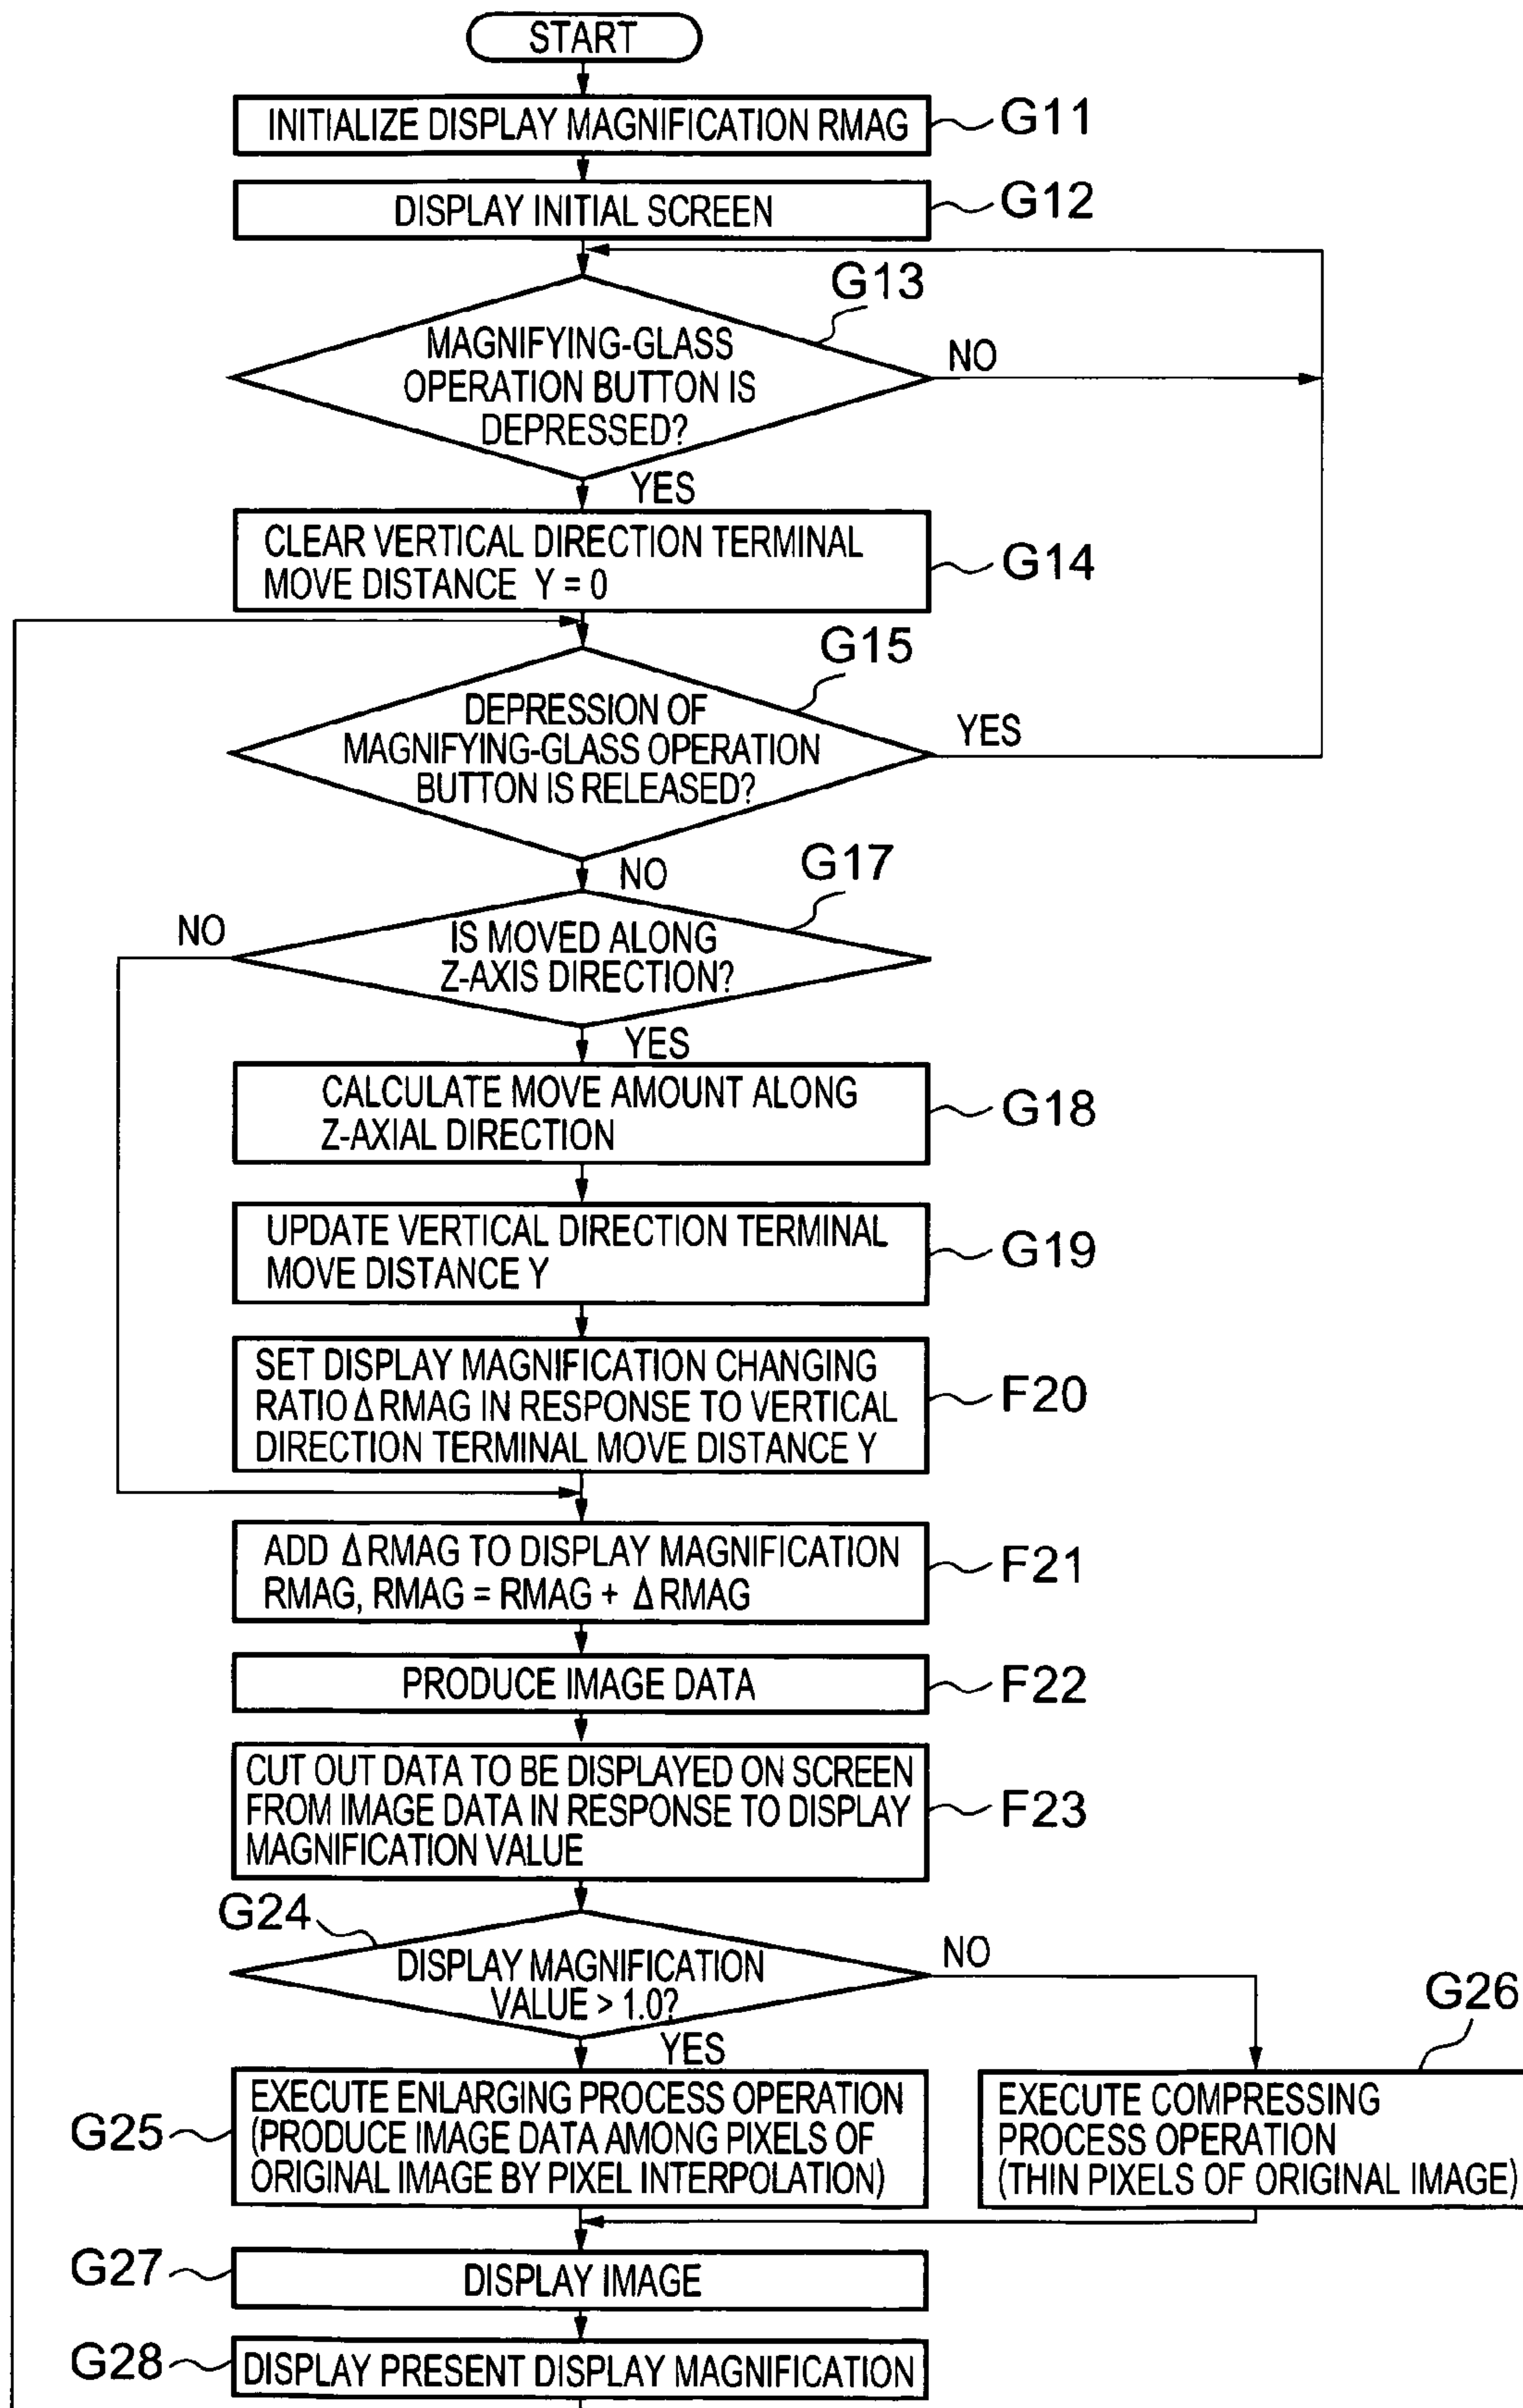 START
INITIALIZE DISPLAY MAGNIFICATION RMAG
G11
DISPLAY INITIAL SCREEN
G12
G13
MAGNIFYING-GLASS
OPERATION BUTTON IS
DEPRESSED?
NO
YES
CLEAR VERTICAL DIRECTION TERMINAL
MOVE DISTANCE Y = 0
G14
G15
DEPRESSION OF
MAGNIFYING-GLASS OPERATION
BUTTON IS RELEASED?
YES
NO
G17
NO
IS MOVED ALONG
Z-AXIS DIRECTION?
YES
CALCULATE MOVE AMOUNT ALONG
Z-AXIAL DIRECTION
G18
UPDATE VERTICAL DIRECTION TERMINAL
MOVE DISTANCE Y
G19
SET DISPLAY MAGNIFICATION CHANGING
RATIO Δ RMAG IN RESPONSE TO VERTICAL
DIRECTION TERMINAL MOVE DISTANCE Y
F20
ADD Δ RMAG TO DISPLAY MAGNIFICATION
RMAG, RMAG = RMAG + Δ RMAG
F21
PRODUCE IMAGE DATA
F22
CUT OUT DATA TO BE DISPLAYED ON SCREEN
FROM IMAGE DATA IN RESPONSE TO DISPLAY
MAGNIFICATION VALUE
F23
G24
DISPLAY MAGNIFICATION
VALUE > 1.0?
NO
YES
G26
G25
EXECUTE ENLARGING PROCESS OPERATION
(PRODUCE IMAGE DATA AMONG PIXELS OF
ORIGINAL IMAGE BY PIXEL INTERPOLATION)
EXECUTE COMPRESSING
PROCESS OPERATION
(THIN PIXELS OF ORIGINAL IMAGE)
G27
DISPLAY IMAGE
G28
DISPLAY PRESENT DISPLAY MAGNIFICATION